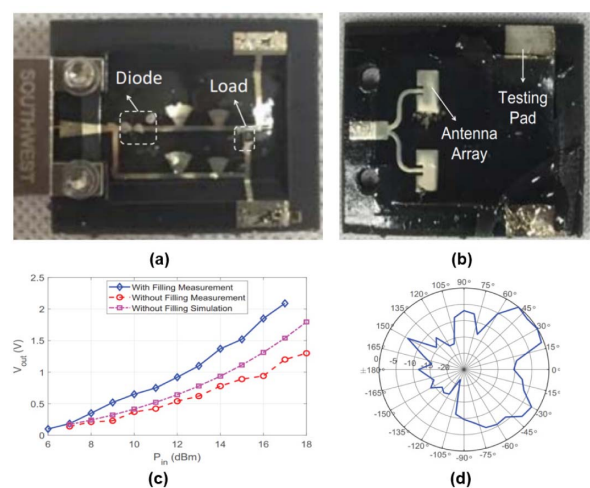 SOUTHWEST
Diode
Load
(a)
Antenna
Array
Testing
Pad
(b)
With Filling Measurement
Without Filling Measurement
Without Filling Simulation
V_out (V)
2.5
2
1.5
1
0.5
0
6 8 10 12 14 16 18
P_in (dBm)
(c)
90°
105° 75°
120° 60°
135° 45°
150° 30°
165° 15°
0 -5 -10 -15 -20
±180° 0°
-165° -15°
-150° -30°
-135° -45°
-120° -60°
-105° -75°
-90°
(d)